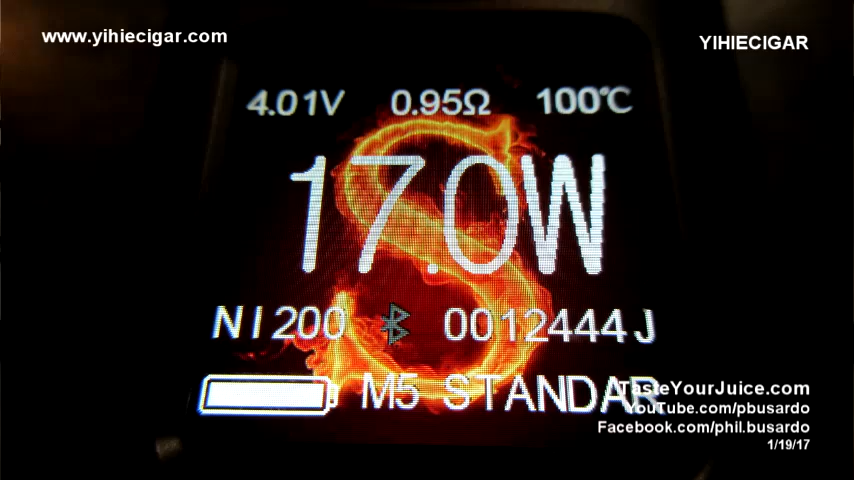 www.yihiecigar.com
YIHIECIGAR
4.01V 0.95Ω 100℃
17.0W
NI200 0012444J
M5 STANDAR
TasteYourJuice.com
YouTube.com/pbusardo
Facebook.com/phil.busardo
1/19/17